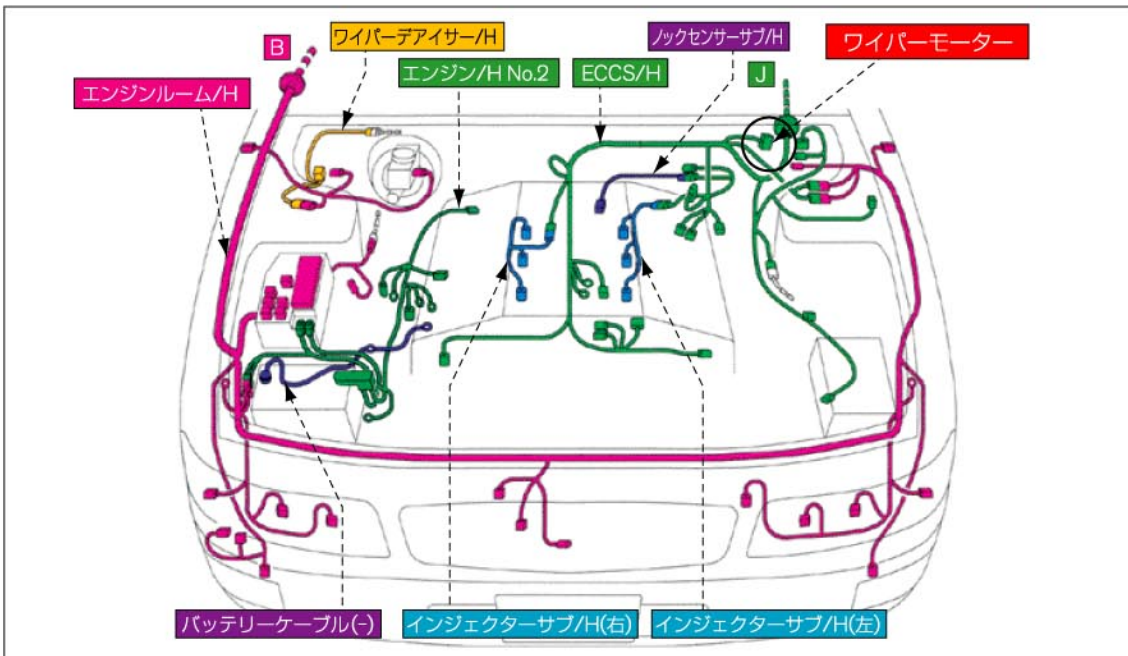 B
ワイパーデアイサー/H
ノックセンサーサブ/H
ワイパーモーター
エンジンルーム/H
エンジン/H No.2
ECCS/H
J
バッテリーケーブル(-)
インジェクターサブ/H(右)
インジェクターサブ/H(左)